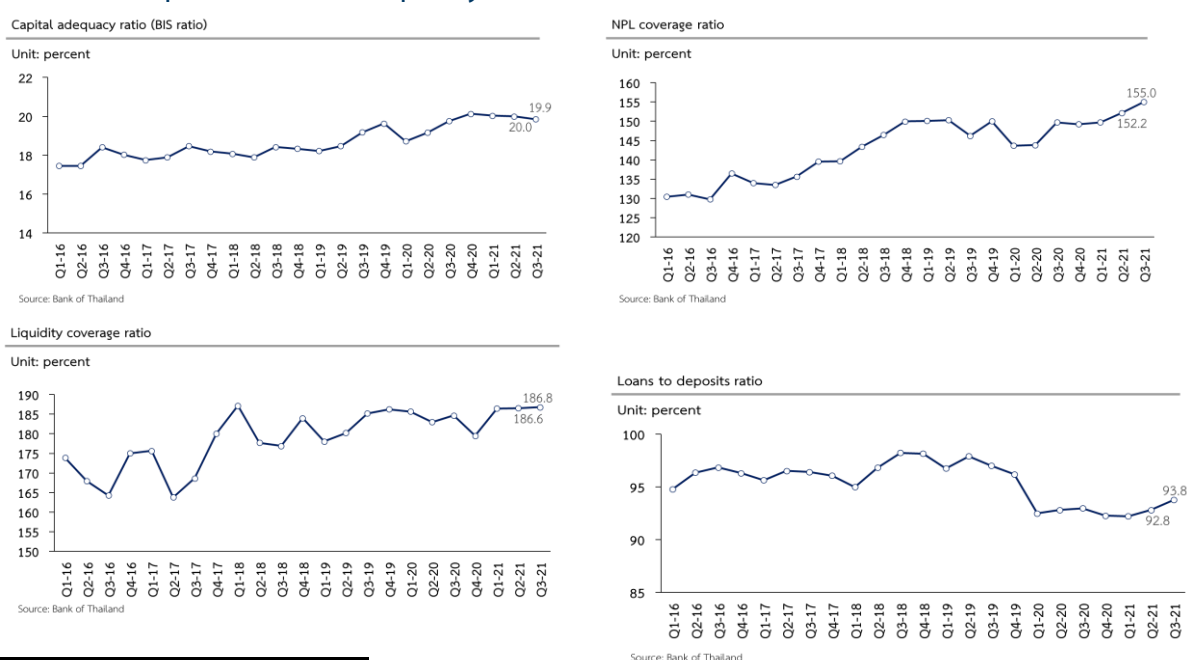 Capital adequacy ratio (BIS ratio)
Unit: percent
22
20
18
16
14
19.9
20.0
Q1-16 Q2-16 Q3-16 Q4-16 Q1-17 Q2-17 Q3-17 Q4-17 Q1-18 Q2-18 Q3-18 Q4-18 Q1-19 Q2-19 Q3-19 Q4-19 Q1-20 Q2-20 Q3-20 Q4-20 Q1-21 Q2-21 Q3-21
Source: Bank of Thailand
NPL coverage ratio
Unit: percent
160
155
150
145
140
135
130
125
120
155.0
152.2
Q1-16 Q2-16 Q3-16 Q4-16 Q1-17 Q2-17 Q3-17 Q4-17 Q1-18 Q2-18 Q3-18 Q4-18 Q1-19 Q2-19 Q3-19 Q4-19 Q1-20 Q2-20 Q3-20 Q4-20 Q1-21 Q2-21 Q3-21
Source: Bank of Thailand
Liquidity coverage ratio
Unit: percent
190
185
180
175
170
165
160
155
150
186.8
186.6
Q1-16 Q2-16 Q3-16 Q4-16 Q1-17 Q2-17 Q3-17 Q4-17 Q1-18 Q2-18 Q3-18 Q4-18 Q1-19 Q2-19 Q3-19 Q4-19 Q1-20 Q2-20 Q3-20 Q4-20 Q1-21 Q2-21 Q3-21
Source: Bank of Thailand
Loans to deposits ratio
Unit: percent
100
95
90
85
93.8
92.8
Q1-16 Q2-16 Q3-16 Q4-16 Q1-17 Q2-17 Q3-17 Q4-17 Q1-18 Q2-18 Q3-18 Q4-18 Q1-19 Q2-19 Q3-19 Q4-19 Q1-20 Q2-20 Q3-20 Q4-20 Q1-21 Q2-21 Q3-21
Source: Bank of Thailand